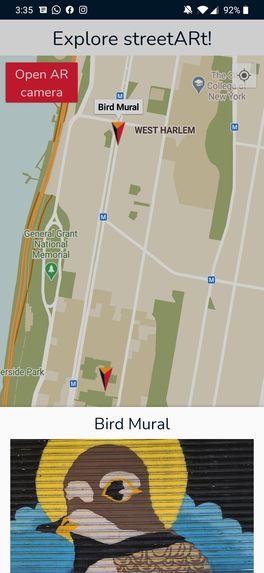 3:35
92%
Explore streetARt!
Open AR
camera
The C
College of
New York
Bird Mural
WEST HARLEM
M
M
M
M
M
General Grant
National
Memorial
erside Park
Bird Mural